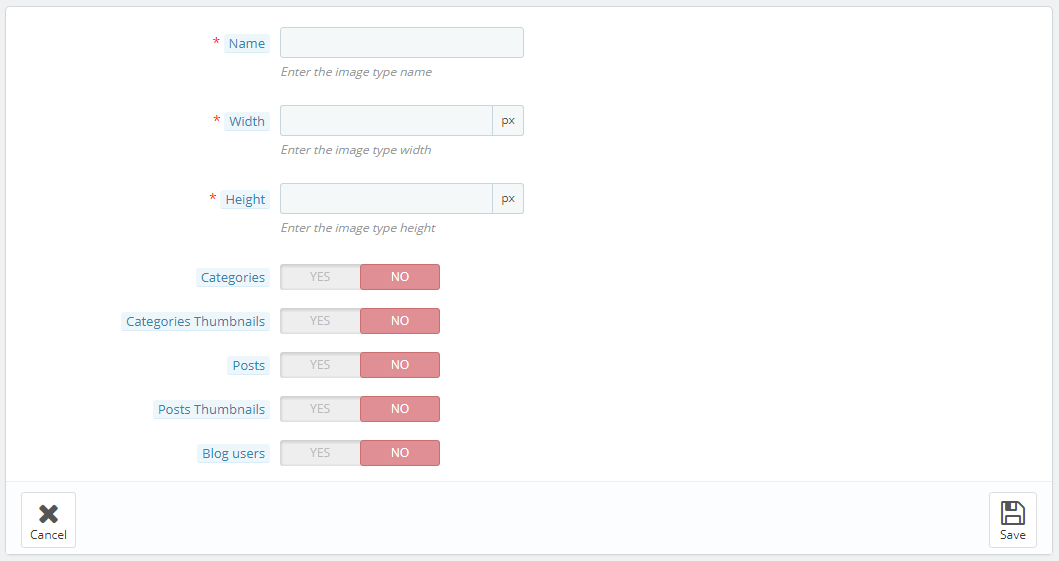 * Name
Enter the image type name
* Width
px
Enter the image type width
* Height
px
Enter the image type height
Categories YES NO
Categories Thumbnails YES NO
Posts YES NO
Posts Thumbnails YES NO
Blog users YES NO
Cancel Save